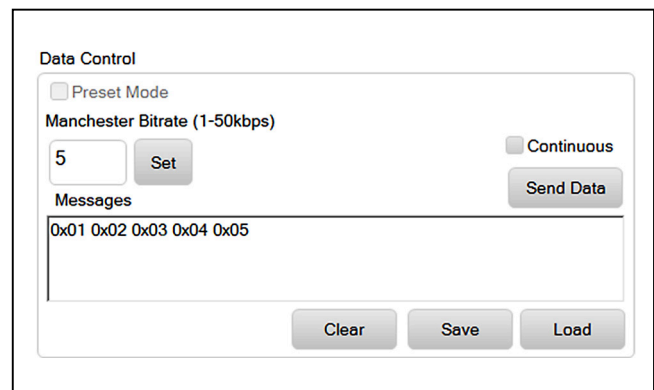 Data Control
Preset Mode
Manchester Bitrate (1-50kbps)
5
Set
Continuous
Send Data
Messages
0x01 0x02 0x03 0x04 0x05
Clear
Save
Load